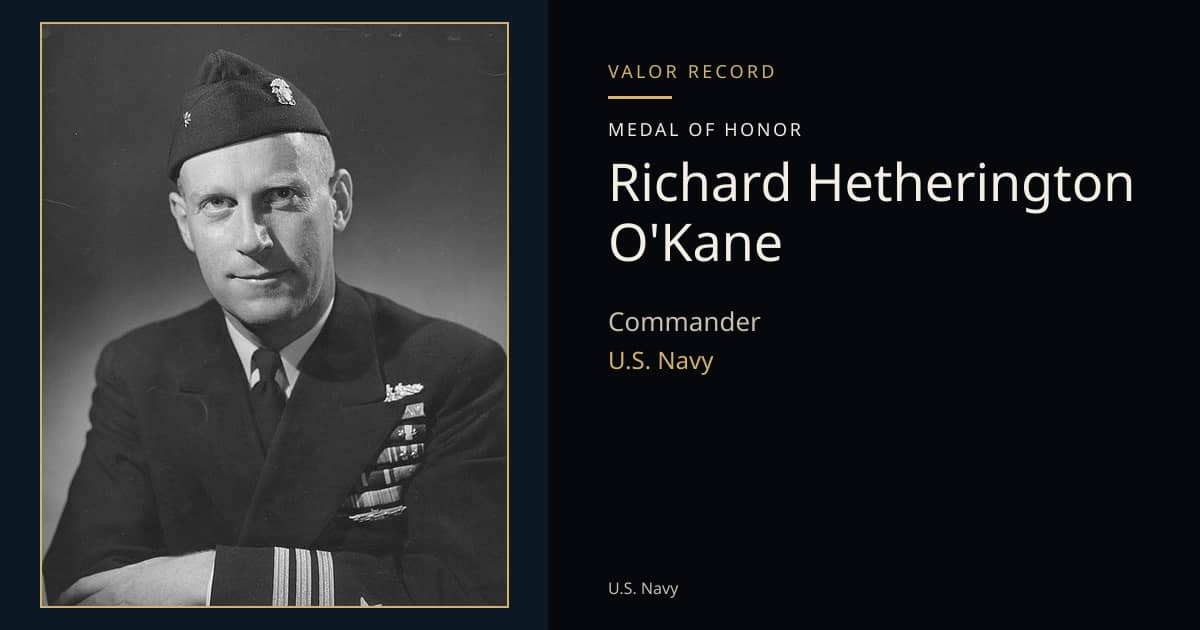 VALOR RECORD
MEDAL OF HONOR
Richard Hetherington
O'Kane
Commander
U.S. Navy
U.S. Navy